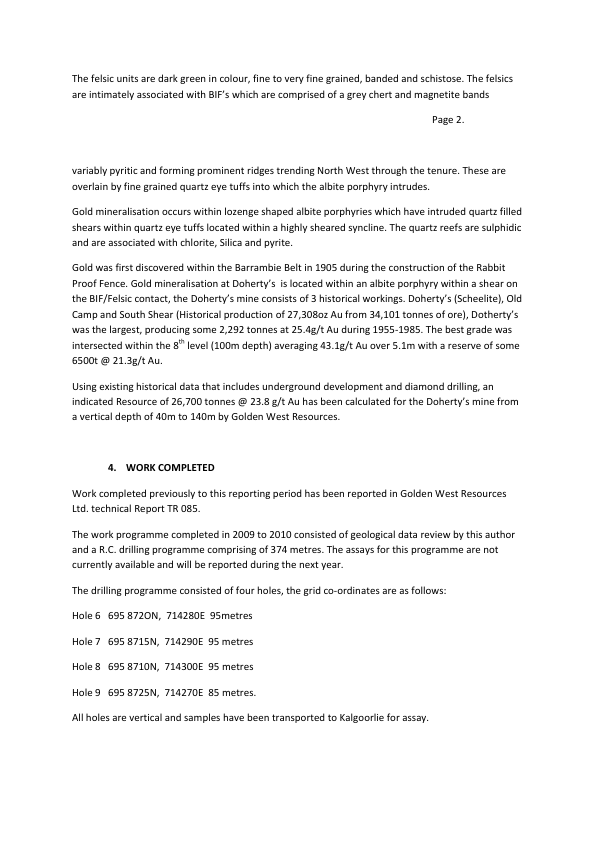 The felsic units are dark green in colour, fine to very fine grained, banded and schistose. The felsics
are intimately associated with BIF's which are comprised of a grey chert and magnetite bands
Page 2.
variably pyritic and forming prominent ridges trending North West through the tenure. These are
overlain by fine grained quartz eye tuffs into which the albite porphyry intrudes.
Gold mineralisation occurs within lozenge shaped albite porphyries which have intruded quartz filled
shears within quartz eye tuffs located within a highly sheared syncline. The quartz reefs are sulphidic
and are associated with chlorite, Silica and pyrite.
Gold was first discovered within the Barrambie Belt in 1905 during the construction of the Rabbit
Proof Fence. Gold mineralisation at Doherty's  is located within an albite porphyry within a shear on
the BIF/Felsic contact, the Doherty's mine consists of 3 historical workings. Doherty's (Scheelite), Old
Camp and South Shear (Historical production of 27,308oz Au from 34,101 tonnes of ore), Dotherty's
was the largest, producing some 2,292 tonnes at 25.4g/t Au during 1955-1985. The best grade was
intersected within the 8th level (100m depth) averaging 43.1g/t Au over 5.1m with a reserve of some
6500t @ 21.3g/t Au.
Using existing historical data that includes underground development and diamond drilling, an
indicated Resource of 26,700 tonnes @ 23.8 g/t Au has been calculated for the Doherty's mine from
a vertical depth of 40m to 140m by Golden West Resources.
4. WORK COMPLETED
Work completed previously to this reporting period has been reported in Golden West Resources
Ltd. technical Report TR 085.
The work programme completed in 2009 to 2010 consisted of geological data review by this author
and a R.C. drilling programme comprising of 374 metres. The assays for this programme are not
currently available and will be reported during the next year.
The drilling programme consisted of four holes, the grid co-ordinates are as follows:
Hole 6  695 872ON,  714280E  95metres
Hole 7  695 8715N,  714290E  95 metres
Hole 8  695 8710N,  714300E  95 metres
Hole 9  695 8725N,  714270E  85 metres.
All holes are vertical and samples have been transported to Kalgoorlie for assay.